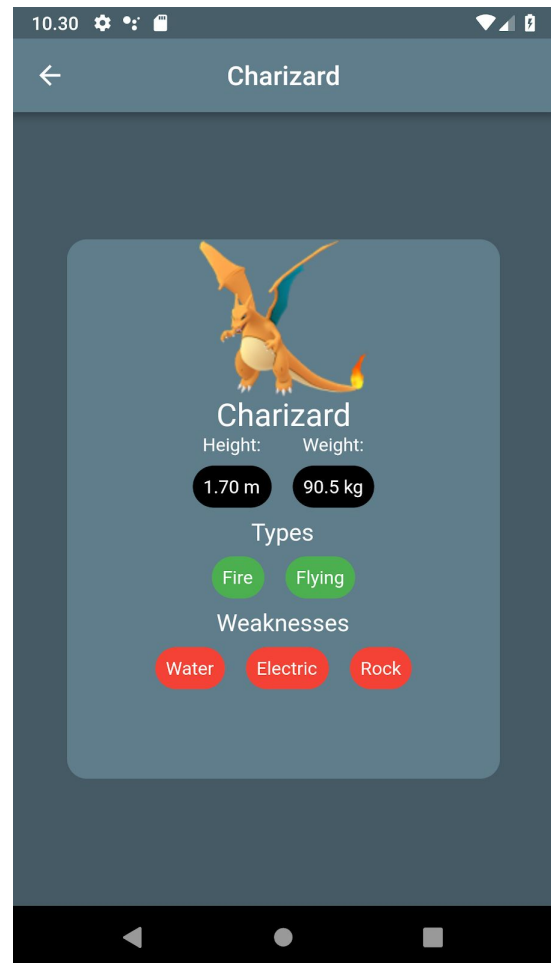 10.30
Charizard
Charizard
Height: Weight:
1.70 m 90.5 kg
Types
Fire Flying
Weaknesses
Water Electric Rock